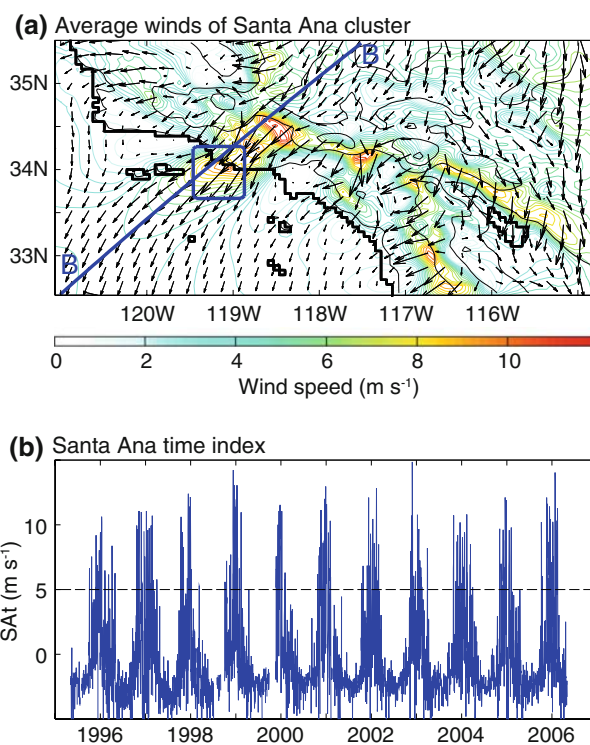 (a) Average winds of Santa Ana cluster
B
35N
34N
33N
B
120W 119W 118W 117W 116W
0 2 4 6 8 10
Wind speed (m s-1)
(b) Santa Ana time index
10
5
0
SAt (m s-1)
1996 1998 2000 2002 2004 2006